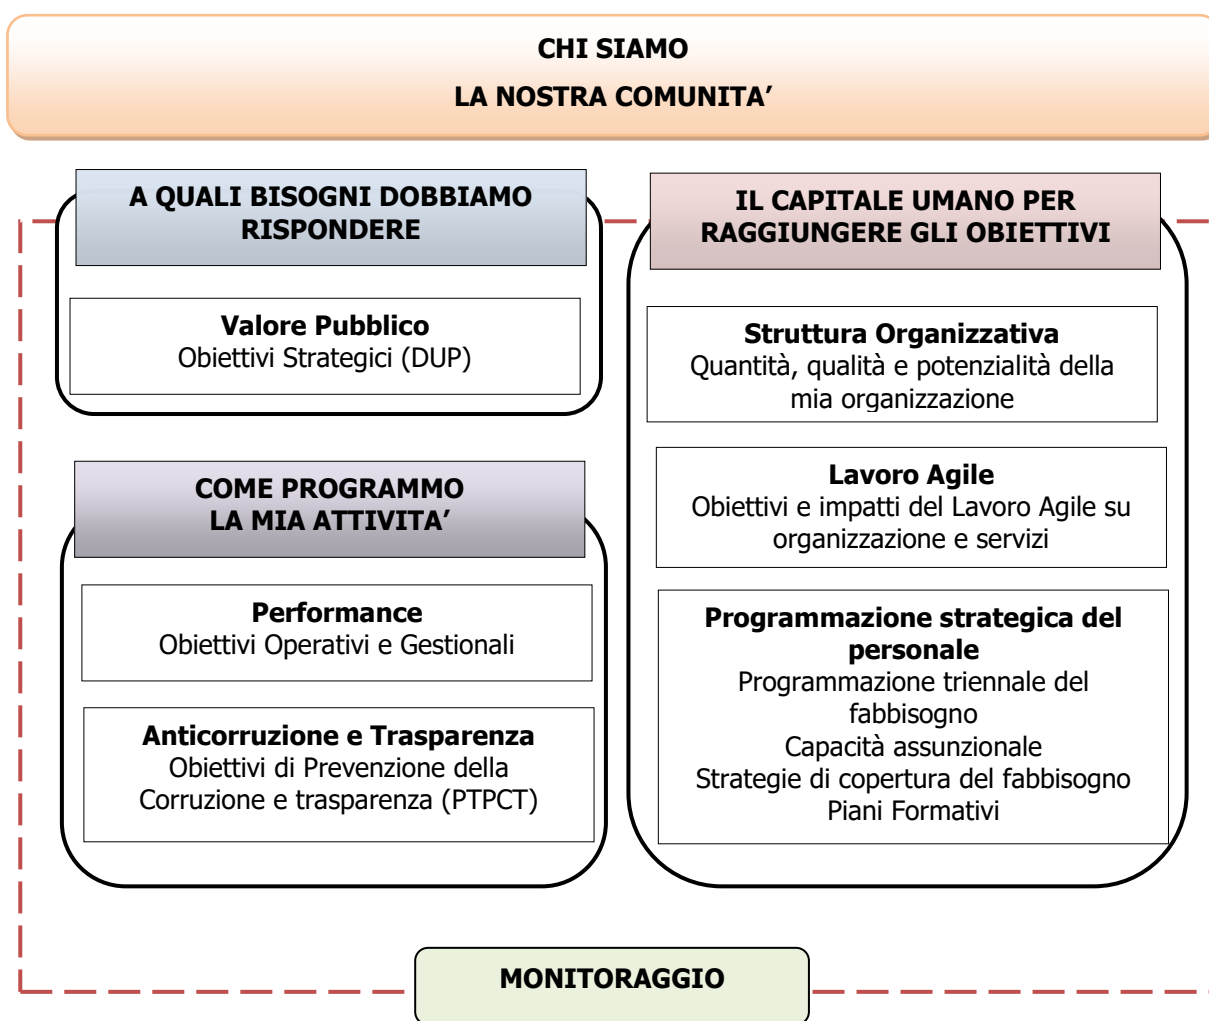 CHI SIAMO
LA NOSTRA COMUNITA’
A QUALI BISOGNI DOBBIAMO
RISPONDERE
Valore Pubblico
Obiettivi Strategici (DUP)
COME PROGRAMMO
LA MIA ATTIVITA’
Performance
Obiettivi Operativi e Gestionali
Anticorruzione e Trasparenza
Obiettivi di Prevenzione della
Corruzione e trasparenza (PTPCT)
IL CAPITALE UMANO PER
RAGGIUNGERE GLI OBIETTIVI
Struttura Organizzativa
Quantità, qualità e potenzialità della
mia organizzazione
Lavoro Agile
Obiettivi e impatti del Lavoro Agile su
organizzazione e servizi
Programmazione strategica del
personale
Programmazione triennale del
fabbisogno
Capacità assunzionale
Strategie di copertura del fabbisogno
Piani Formativi
MONITORAGGIO